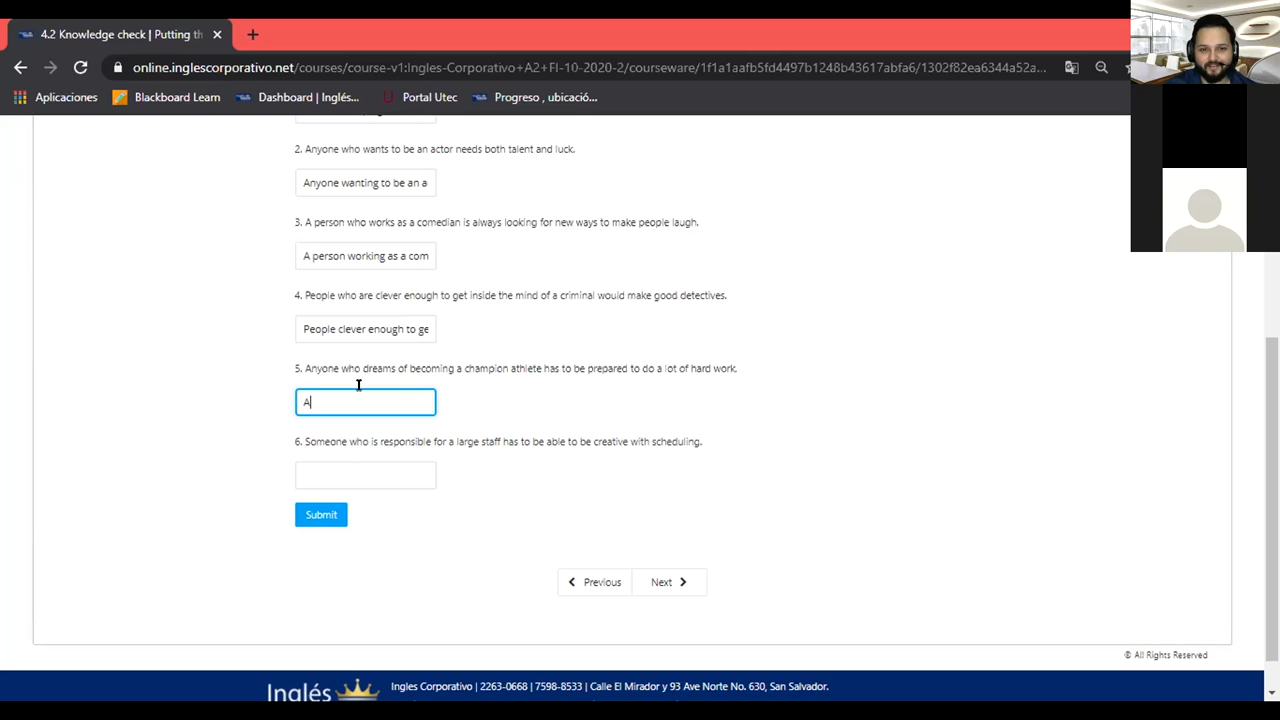 4.2 Knowledge check | Putting th
online.inglescorporativo.net/courses/course-v1:Ingles-Corporativo+A2+FI-10-2020-2/courseware/1f1a1aafb5fd4497b1248b43617abfa6/1302f82ea6344a52a...
Aplicaciones Blackboard Learn Dashboard | Inglés... Portal Utec Progreso , ubicació...
2. Anyone who wants to be an actor needs both talent and luck.
Anyone wanting to be an a
3. A person who works as a comedian is always looking for new ways to make people laugh.
A person working as a com
4. People who are clever enough to get inside the mind of a criminal would make good detectives.
People clever enough to ge
5. Anyone who dreams of becoming a champion athlete has to be prepared to do a lot of hard work.
A
6. Someone who is responsible for a large staff has to be able to be creative with scheduling.
Submit
Previous Next
© All Rights Reserved
Inglés
Ingles Corporativo | 2263-0668 | 7598-8533 | Calle El Mirador y 93 Ave Norte No. 630, San Salvador.